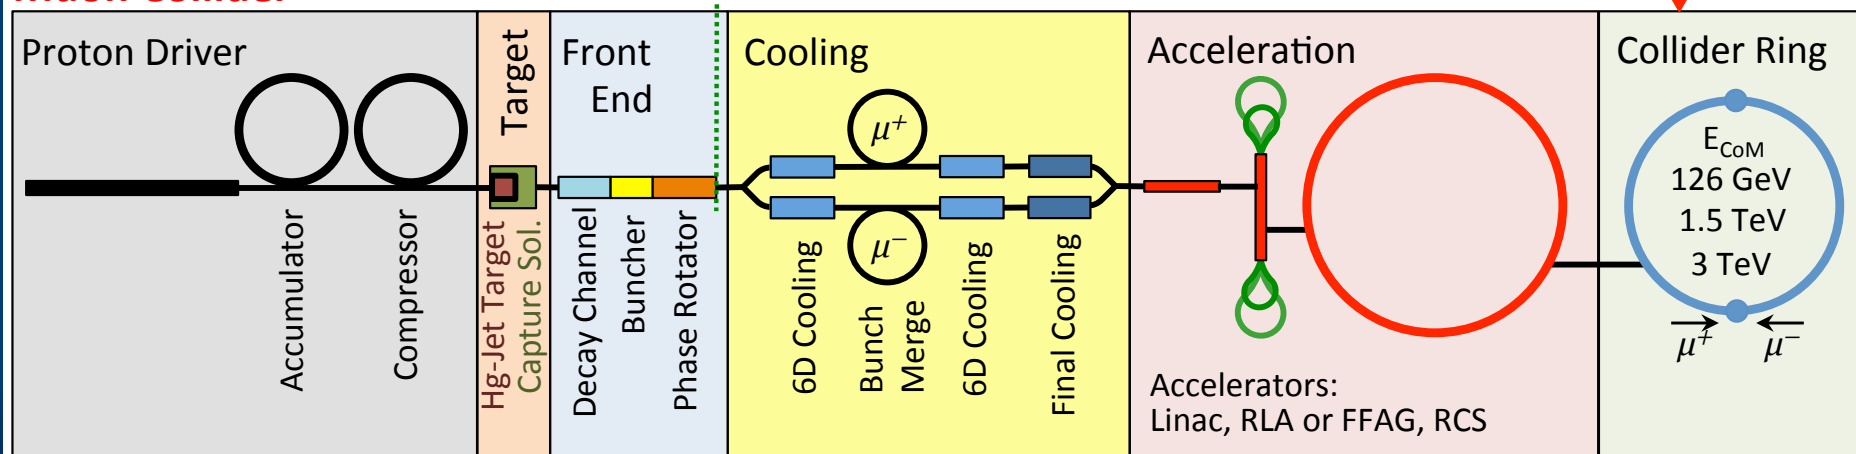 Muon Collider
Proton Driver
Accumulator
Compressor
Target
Hg-Jet Target
Capture Sol.
Front
End
Decay Channel
Buncher
Phase Rotator
Cooling
μ+
μ−
6D Cooling
Bunch
Merge
6D Cooling
Final Cooling
Acceleration
Accelerators:
Linac, RLA or FFAG, RCS
Collider Ring
ECoM
126 GeV
1.5 TeV
3 TeV
μ+ μ−